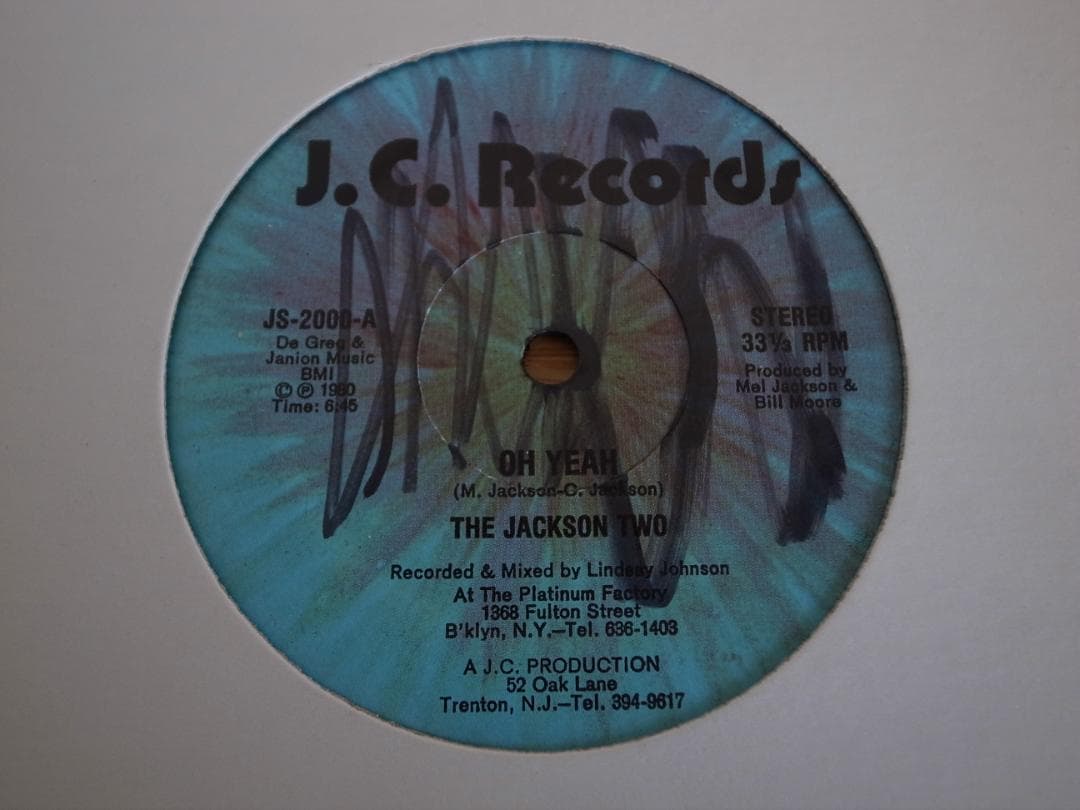 J.C. Records
JS-2000-A
De Greg &
Janion Music
BMI
© ℗ 1980
Time: 6:45
STEREO
33⅓ RPM
Produced by
Mel Jackson &
Bill Moore
OH YEAH
(M. Jackson-C. Jackson)
THE JACKSON TWO
Recorded & Mixed by Lindsay Johnson
At The Platinum Factory
1368 Fulton Street
B'klyn, N.Y.—Tel. 636-1403
A J.C. PRODUCTION
52 Oak Lane
Trenton, N.J.—Tel. 394-9617